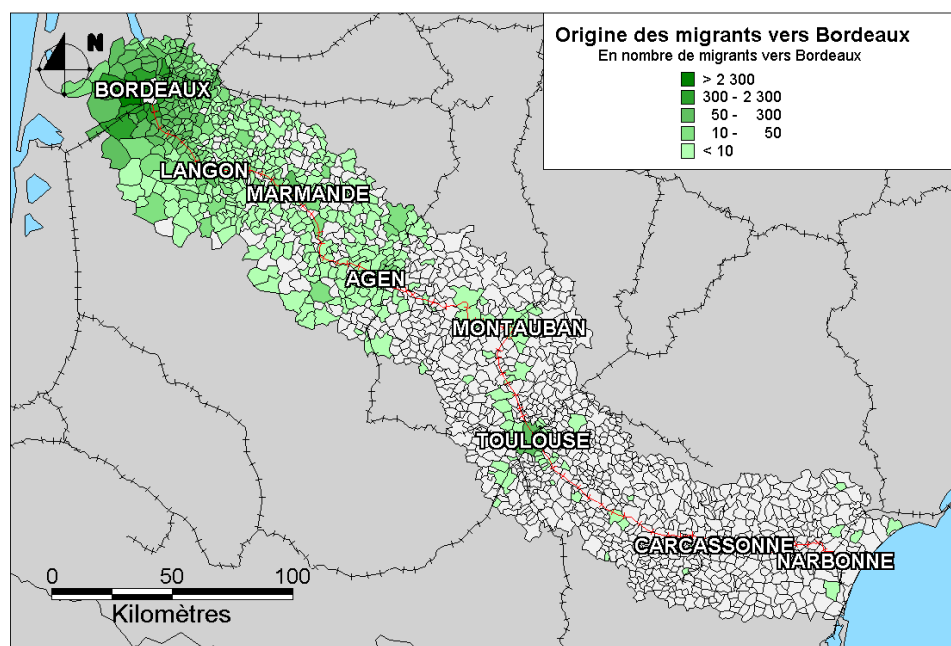 Origine des migrants vers Bordeaux
En nombre de migrants vers Bordeaux
> 2 300
300 - 2 300
50 - 300
10 - 50
< 10
N
BORDEAUX
LANGON
MARMANDE
AGEN
MONTAUBAN
TOULOUSE
CARCASSONNE
NARBONNE
0 50 100
Kilomètres